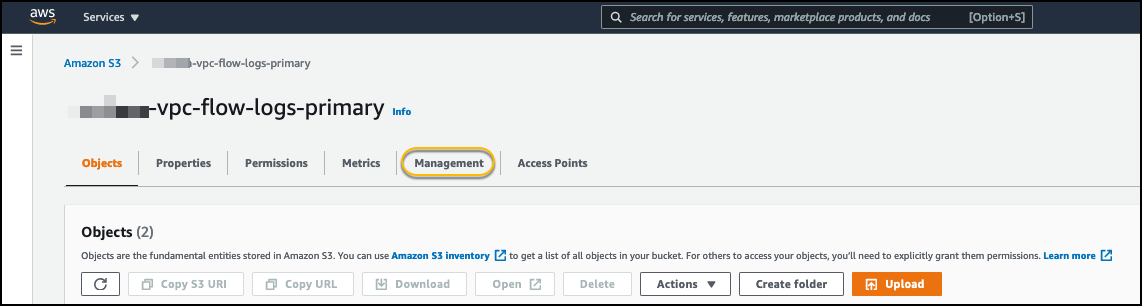 aws Services Search for services, features, marketplace products, and docs [Option+S]
Amazon S3 -vpc-flow-logs-primary
-vpc-flow-logs-primary Info
Objects Properties Permissions Metrics Management Access Points
Objects (2)
Objects are the fundamental entities stored in Amazon S3. You can use Amazon S3 inventory to get a list of all objects in your bucket. For others to access your objects, you'll need to explicitly grant them permissions. Learn more
Copy S3 URI Copy URL Download Open Delete Actions Create folder Upload